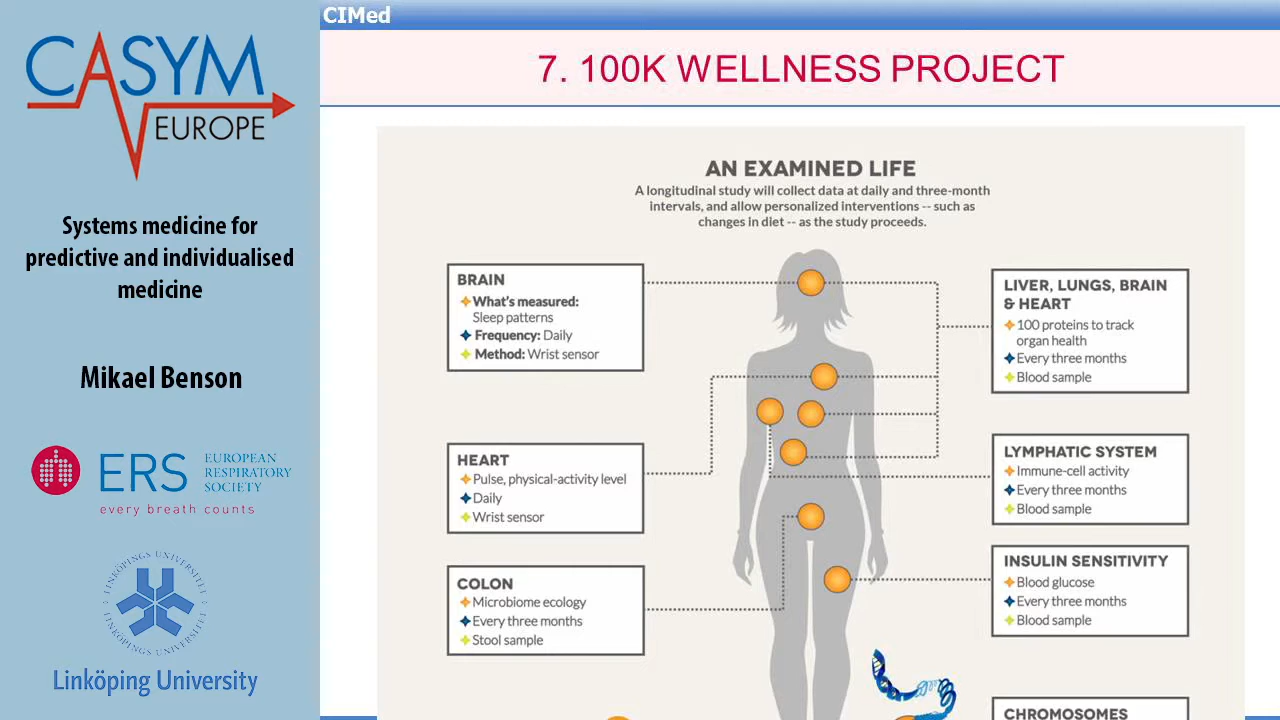 CASYM
EUROPE
Systems medicine for
predictive and individualised
medicine
Mikael Benson
ERS
EUROPEAN
RESPIRATORY
SOCIETY
every breath counts
LINKÖPINGS UNIVERSITET
LINKÖPINGS UNIVERSITET
Linköping University
CIMed
7. 100K WELLNESS PROJECT
AN EXAMINED LIFE
A longitudinal study will collect data at daily and three-month
intervals, and allow personalized interventions -- such as
changes in diet -- as the study proceeds.
BRAIN
What's measured:
Sleep patterns
Frequency: Daily
Method: Wrist sensor
HEART
Pulse, physical-activity level
Daily
Wrist sensor
COLON
Microbiome ecology
Every three months
Stool sample
LIVER, LUNGS, BRAIN
& HEART
100 proteins to track
organ health
Every three months
Blood sample
LYMPHATIC SYSTEM
Immune-cell activity
Every three months
Blood sample
INSULIN SENSITIVITY
Blood glucose
Every three months
Blood sample
CHROMOSOMES